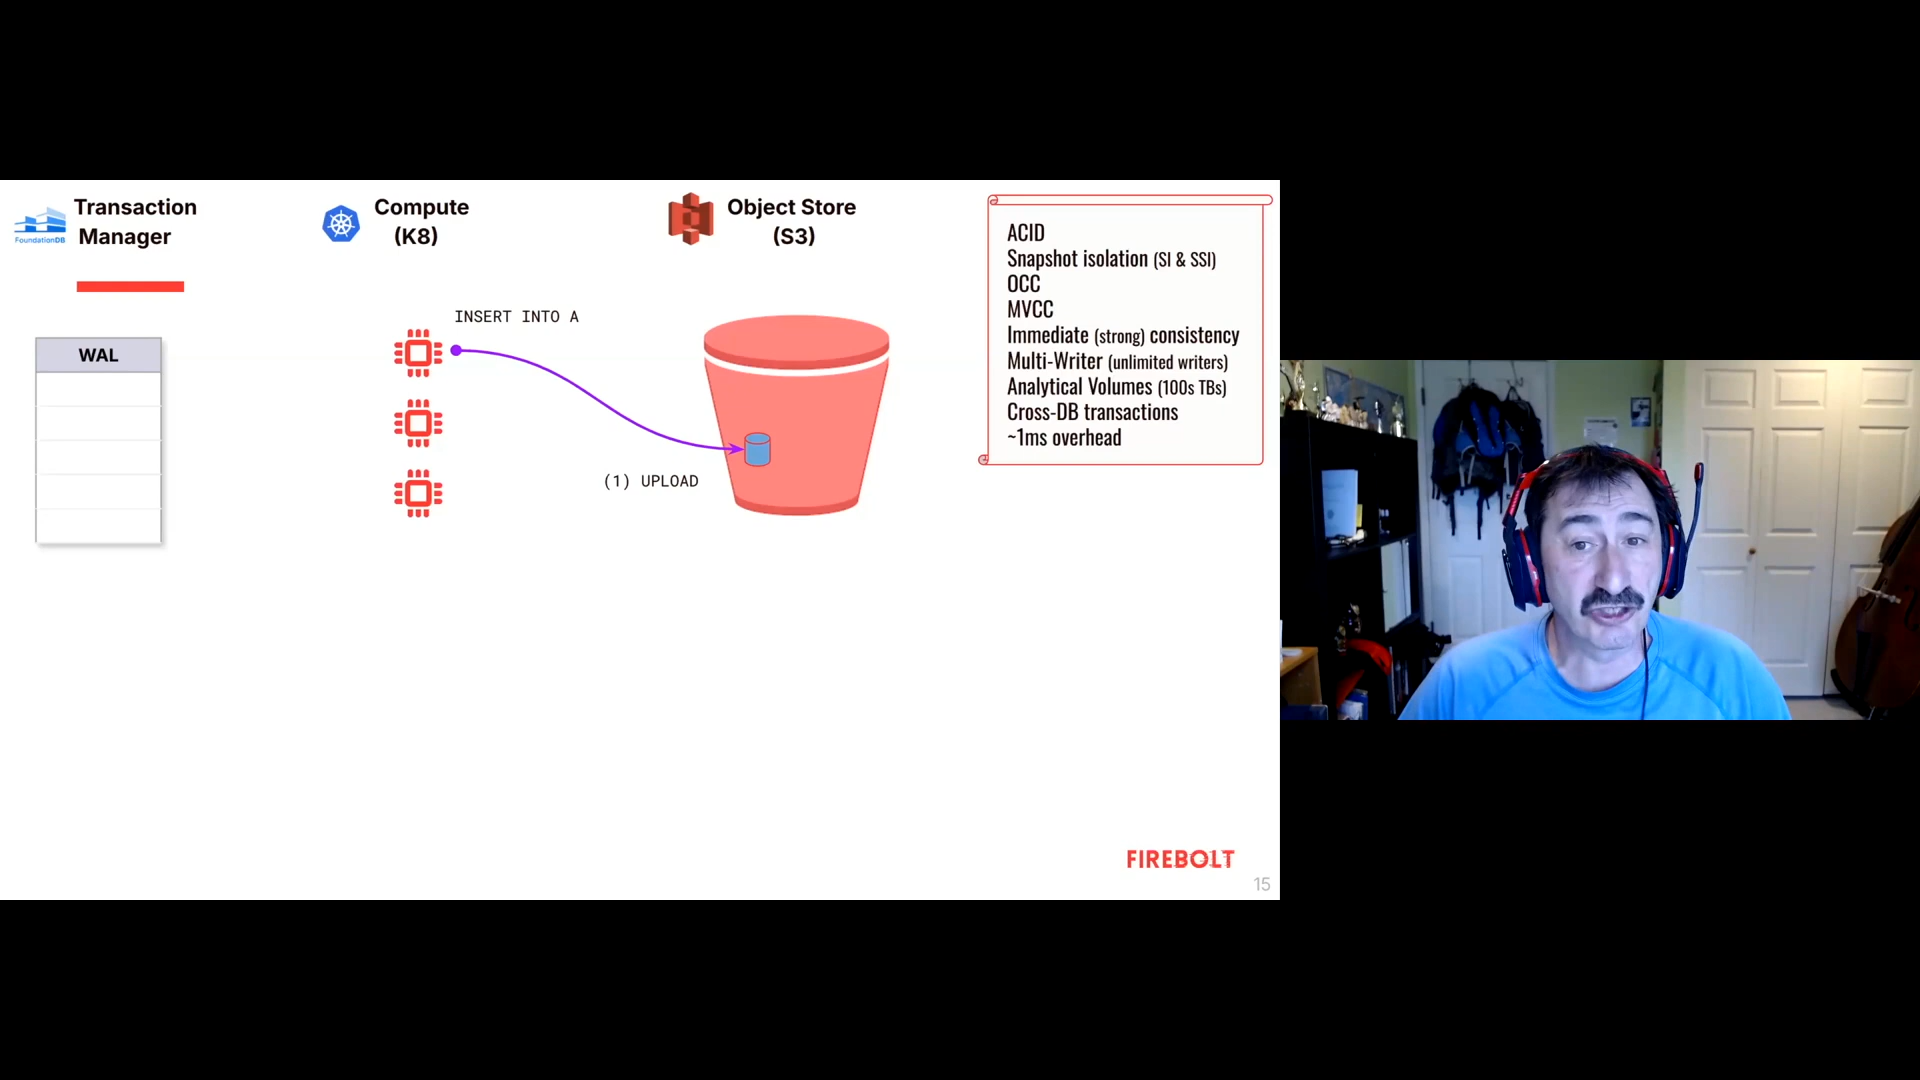 Transaction
Manager
FoundationDB
Compute
(K8)
Object Store
(S3)
WAL
INSERT INTO A
(1) UPLOAD
ACID
Snapshot isolation (SI & SSI)
OCC
MVCC
Immediate (strong) consistency
Multi-Writer (unlimited writers)
Analytical Volumes (100s TBs)
Cross-DB transactions
~1ms overhead
FIREBOLT
15